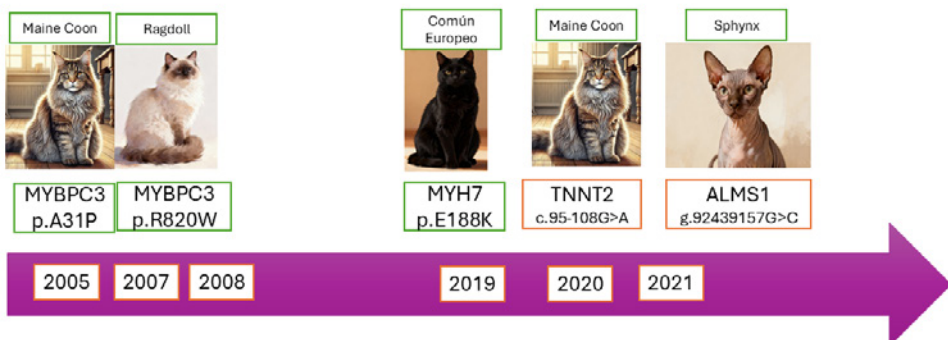 Maine Coon
Ragdoll
Común
Europeo
Maine Coon
Sphynx
MYBPC3
p.A31P
MYBPC3
p.R820W
MYH7
p.E188K
TNNT2
c.95-108G>A
ALMS1
g.92439157G>C
2005
2007
2008
2019
2020
2021